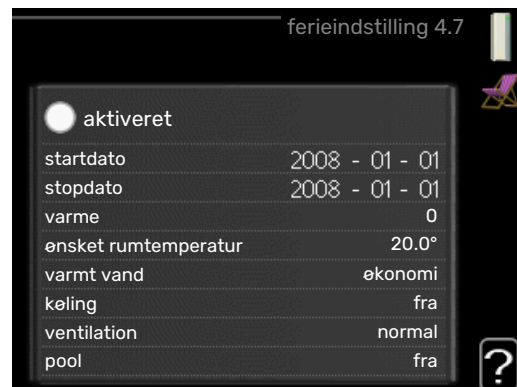 ferieindstilling 4.7
aktiveret
startdato 2008 - 01 - 01
stopdato 2008 - 01 - 01
varme 0
ønsket rumtemperatur 20.0°
varmt vand økonomi
køling fra
ventilation normal
pool fra
?